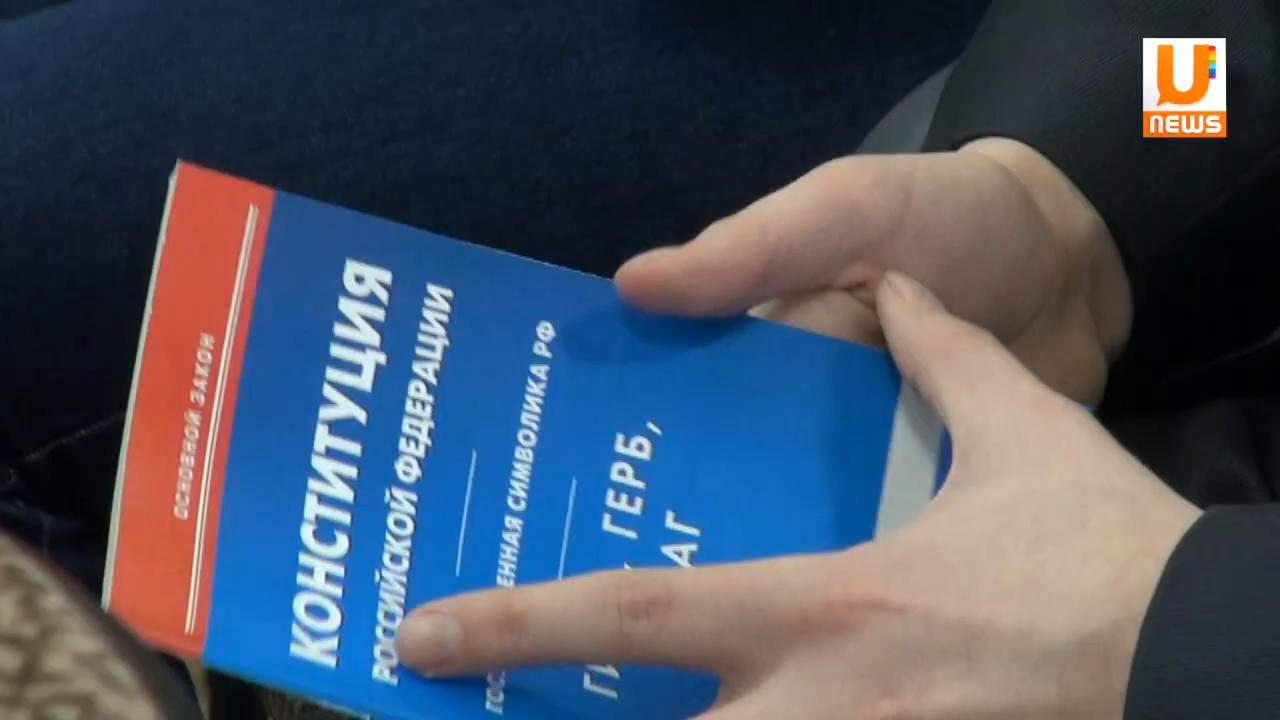 ОСНОВНОЙ ЗАКОН
КОНСТИТУЦИЯ
РОССИЙСКОЙ ФЕДЕРАЦИИ
СИМВОЛИКА РФ
ГЕРБ,
U
NEWS